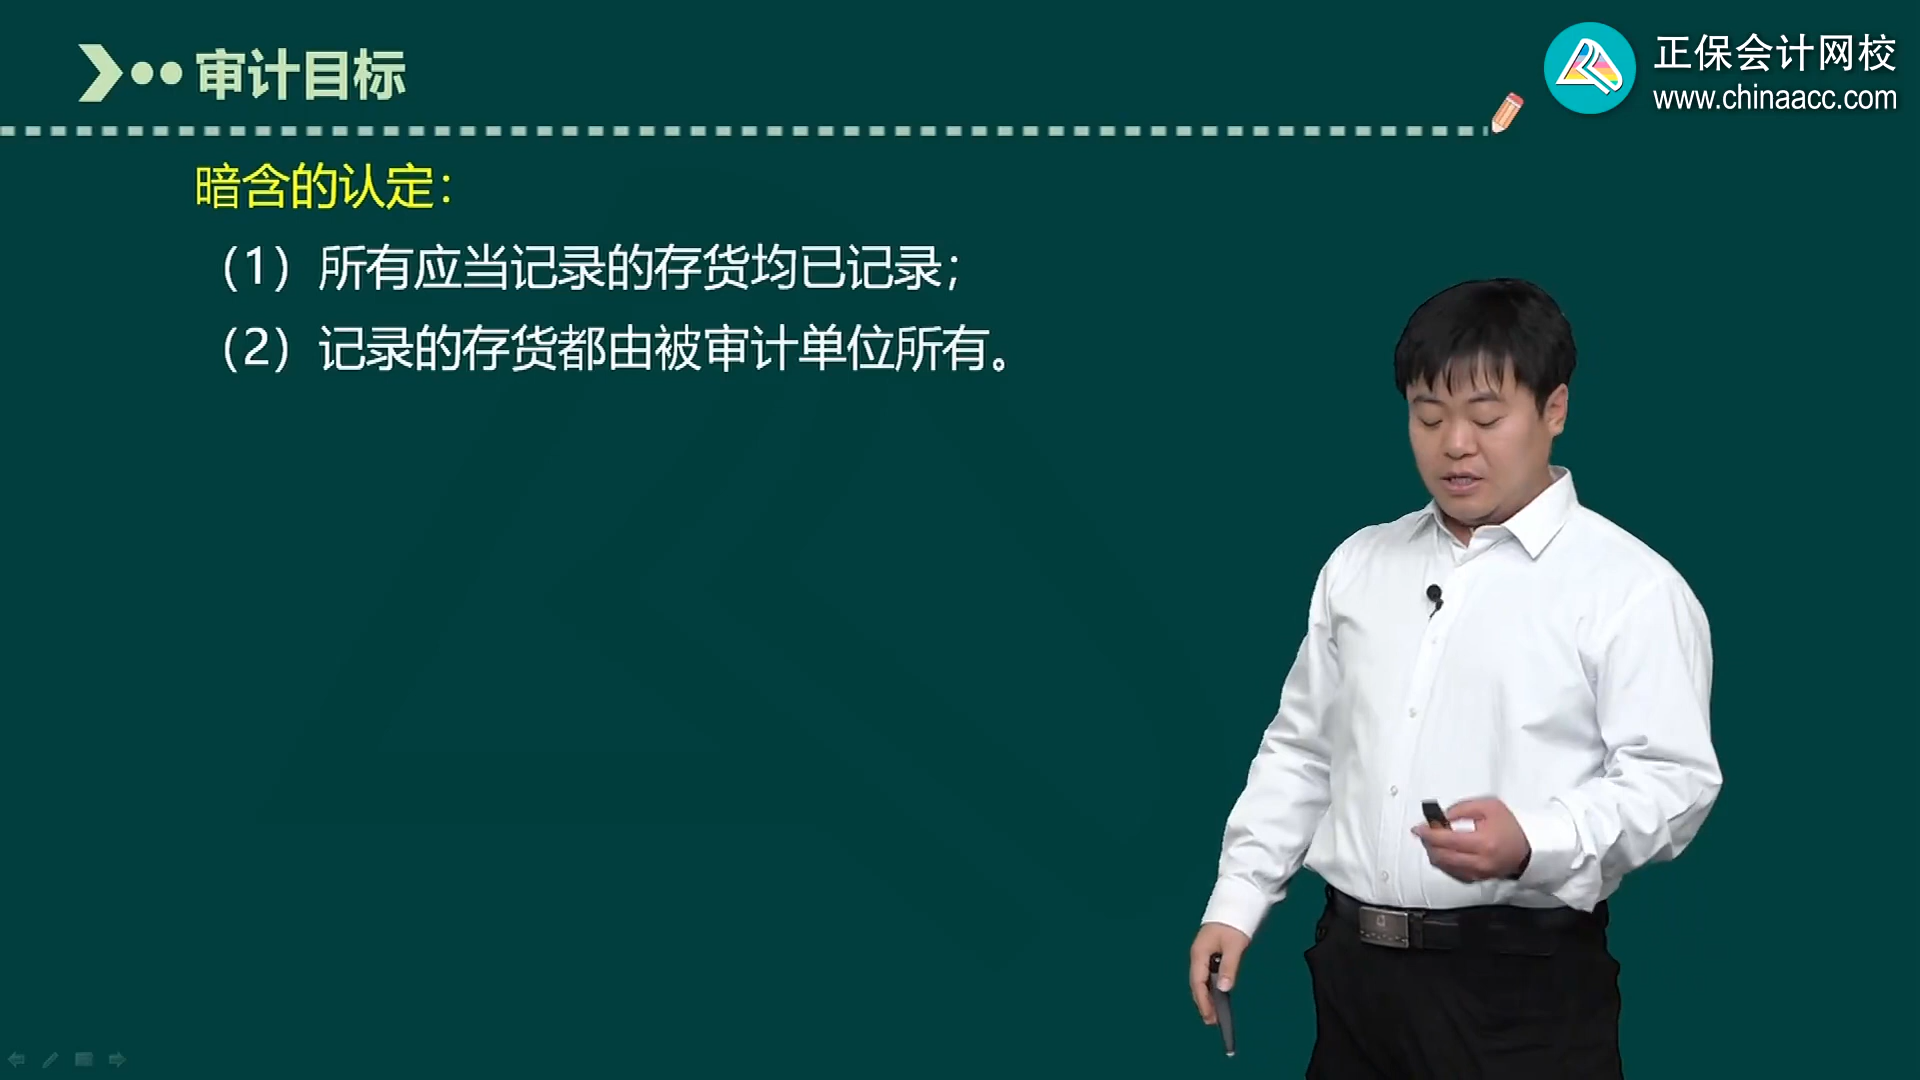 审计目标
正保会计网校
www.chinaacc.com
暗含的认定：
（1）所有应当记录的存货均已记录；
（2）记录的存货都由被审计单位所有。